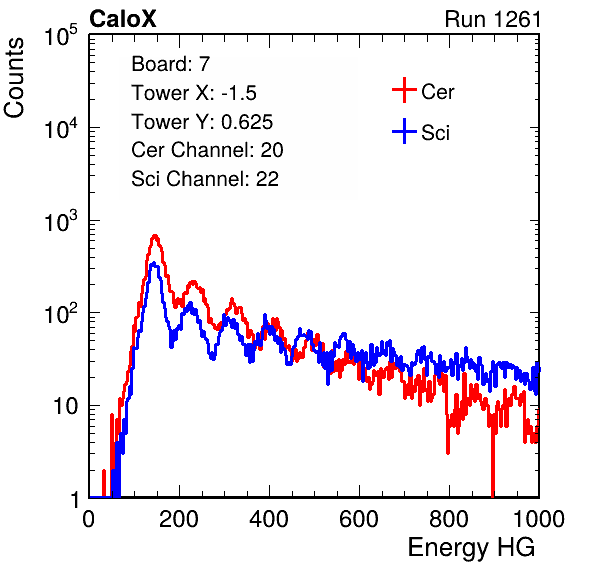 CaloX Run 1261
Counts
10^5
10^4
10^3
10^2
10
1
Board: 7
Tower X: -1.5
Tower Y: 0.625
Cer Channel: 20
Sci Channel: 22
Cer
Sci
0 200 400 600 800 1000
Energy HG